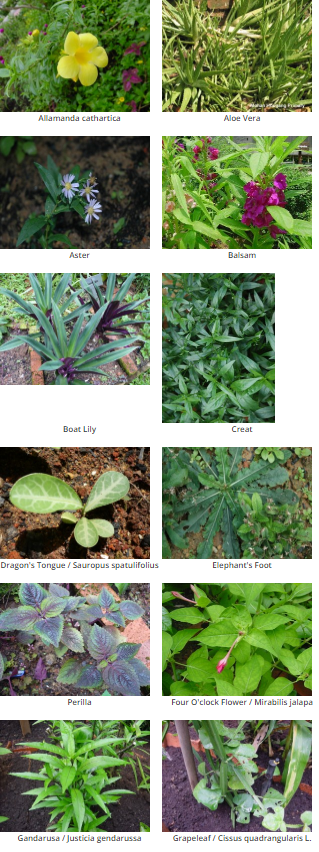 Allamanda cathartica
Aloe Vera
Aster
Balsam
Boat Lily
Creat
Dragon's Tongue / Sauropus spatulifolius
Elephant's Foot
Perilla
Four O'clock Flower / Mirabilis jalapa
Gandarusa / Justicia gendarussa
Grapeleaf / Cissus quadrangularis L.